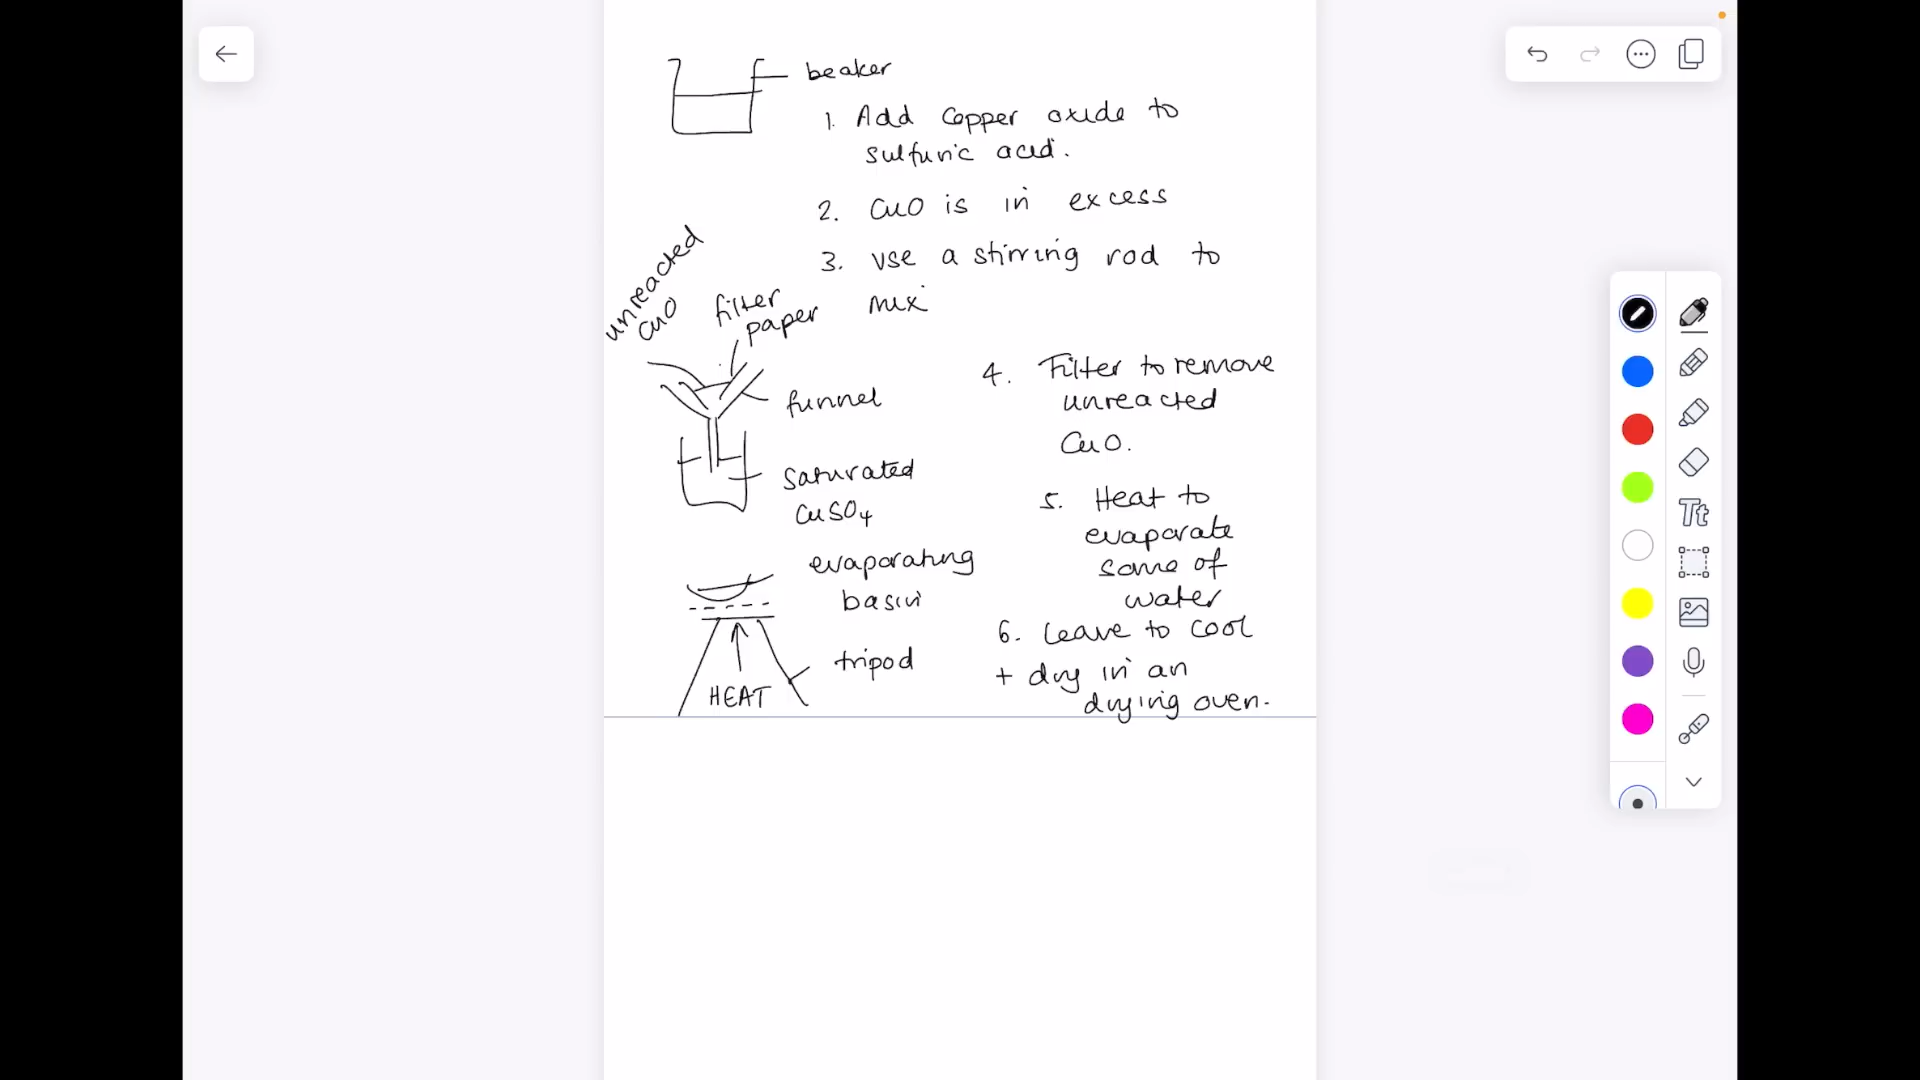 beaker
1. Add copper oxide to
sulfuric acid.
2. CuO is in excess
3. Use a stirring rod to
mix
unreacted
CuO
filter
paper
funnel
saturated
CuSO4
4. Filter to remove
unreacted
CuO.
5. Heat to
evaporate
some of
water
evaporating
basin
tripod
HEAT
6. Leave to cool
+ dry in an
drying oven.
Tt